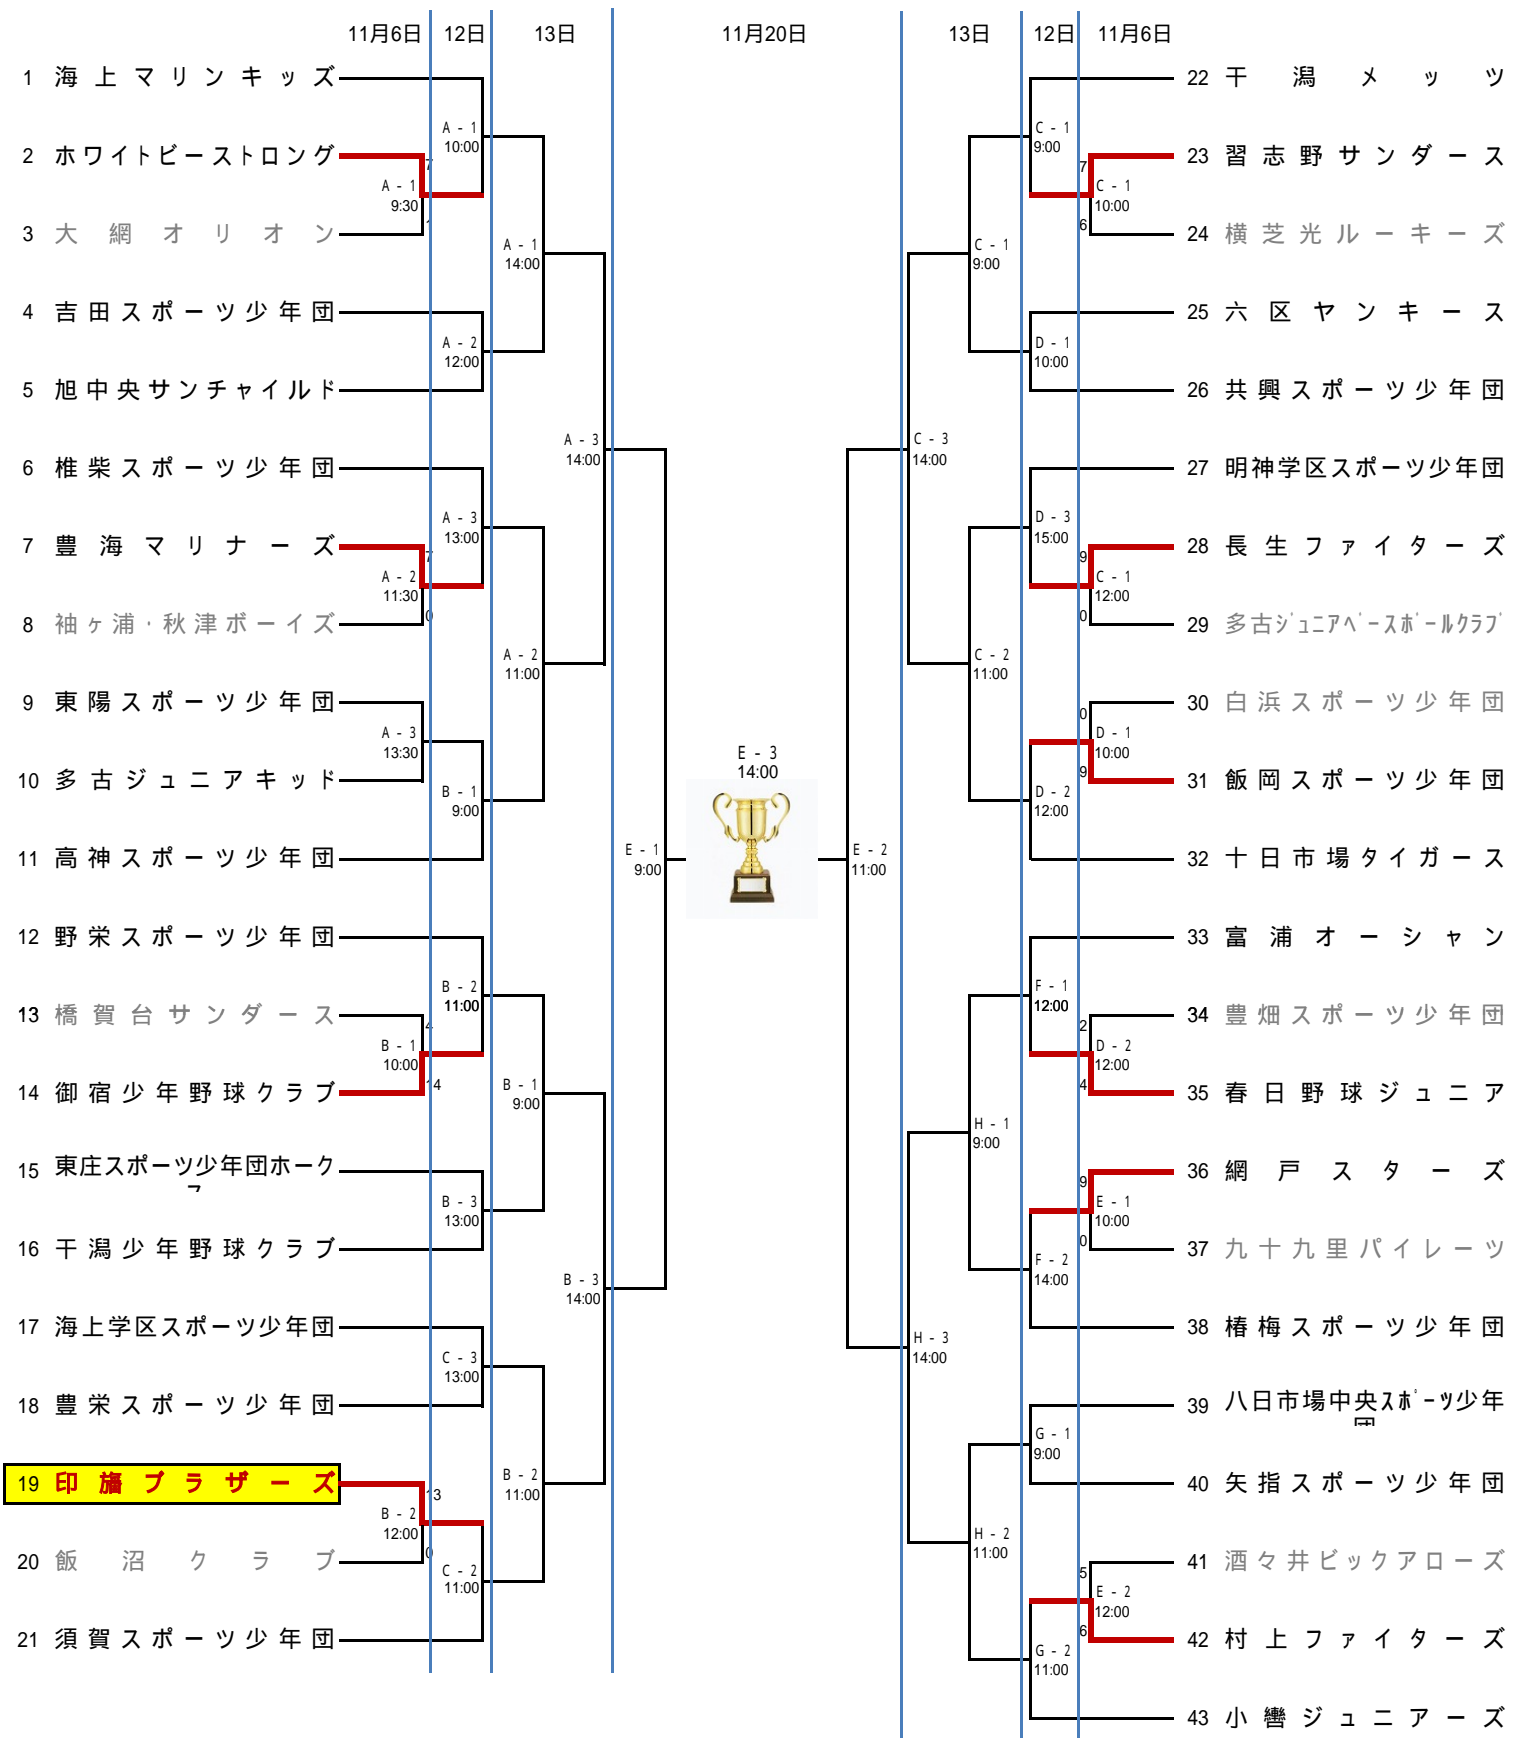 11月6日 12日 13日 11月20日 13日 12日 11月6日
1 海上マリンキッズ
A - 1
10:00
2 ホワイトビーストロング
7
A - 1
9:30
3 大網オリオン
A - 1
14:00
4 吉田スポーツ少年団
A - 2
12:00
5 旭中央サンチャイルド
A - 3
14:00
6 椎柴スポーツ少年団
A - 3
13:00
7 豊海マリナーズ
7
A - 2
11:30
0
8 袖ヶ浦・秋津ボーイズ
A - 2
11:00
9 東陽スポーツ少年団
A - 3
13:30
10 多古ジュニアキッド
B - 1
9:00
11 高神スポーツ少年団
E - 1
9:00
12 野栄スポーツ少年団
B - 2
11:00
13 橋賀台サンダース
4
B - 1
10:00
14
14 御宿少年野球クラブ
B - 1
9:00
15 東庄スポーツ少年団ホーク
B - 3
13:00
16 干潟少年野球クラブ
B - 3
14:00
17 海上学区スポーツ少年団
C - 3
13:00
18 豊栄スポーツ少年団
B - 2
11:00
19 印旛ブラザーズ
13
B - 2
12:00
0
20 飯沼クラブ
C - 2
11:00
21 須賀スポーツ少年団
E - 3
14:00
E - 2
11:00
22 干潟メッツ
C - 1
9:00
23 習志野サンダース
7
C - 1
10:00
6
24 横芝光ルーキーズ
C - 1
9:00
25 六区ヤンキース
D - 1
10:00
26 共興スポーツ少年団
C - 3
14:00
27 明神学区スポーツ少年団
D - 3
15:00
28 長生ファイターズ
9
C - 1
12:00
0
29 多古ジュニアベースボールクラブ
C - 2
11:00
30 白浜スポーツ少年団
0
D - 1
10:00
9
31 飯岡スポーツ少年団
D - 2
12:00
32 十日市場タイガース
33 富浦オーシャン
F - 1
12:00
34 豊畑スポーツ少年団
2
D - 2
12:00
4
35 春日野球ジュニア
H - 1
9:00
36 網戸スターズ
9
E - 1
10:00
0
37 九十九里パイレーツ
F - 2
14:00
38 椿梅スポーツ少年団
H - 3
14:00
39 八日市場中央スポーツ少年
団
G - 1
9:00
40 矢指スポーツ少年団
H - 2
11:00
41 酒々井ビックアローズ
5
E - 2
12:00
6
42 村上ファイターズ
G - 2
11:00
43 小轡ジュニアーズ